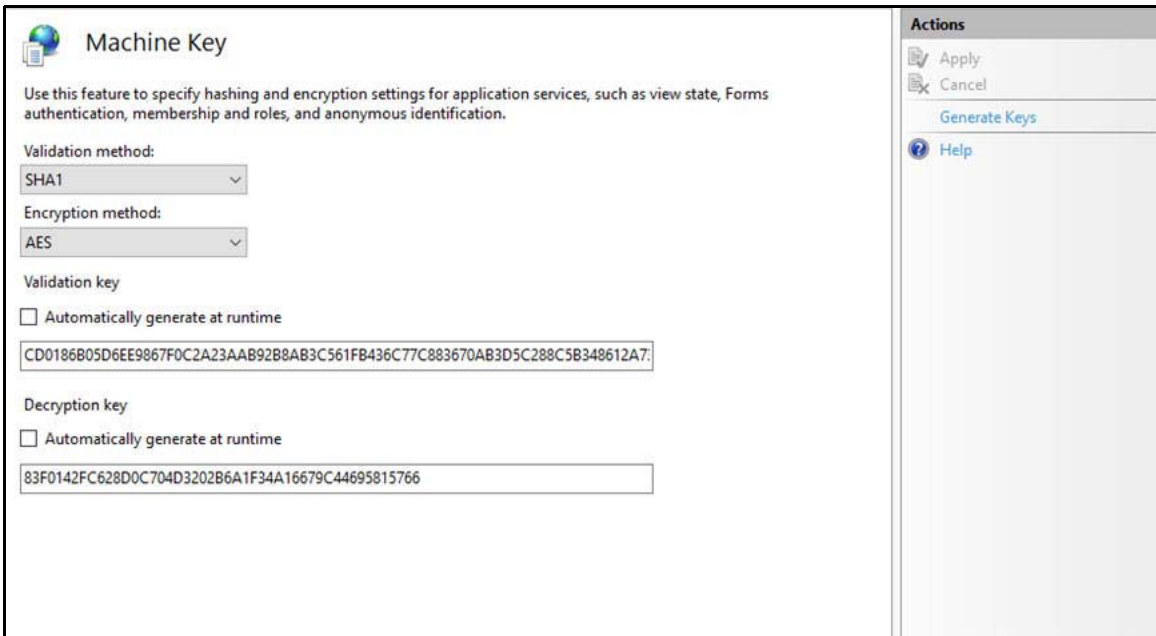 Machine Key
Use this feature to specify hashing and encryption settings for application services, such as view state, Forms
authentication, membership and roles, and anonymous identification.
Validation method:
SHA1
Encryption method:
AES
Validation key
Automatically generate at runtime
CD0186B05D6EE9867F0C2A23AAB92B8AB3C561FB436C77C883670AB3D5C288C5B348612A7
Decryption key
Automatically generate at runtime
83F0142FC628D0C704D3202B6A1F34A16679C44695815766
Actions
Apply
Cancel
Generate Keys
Help